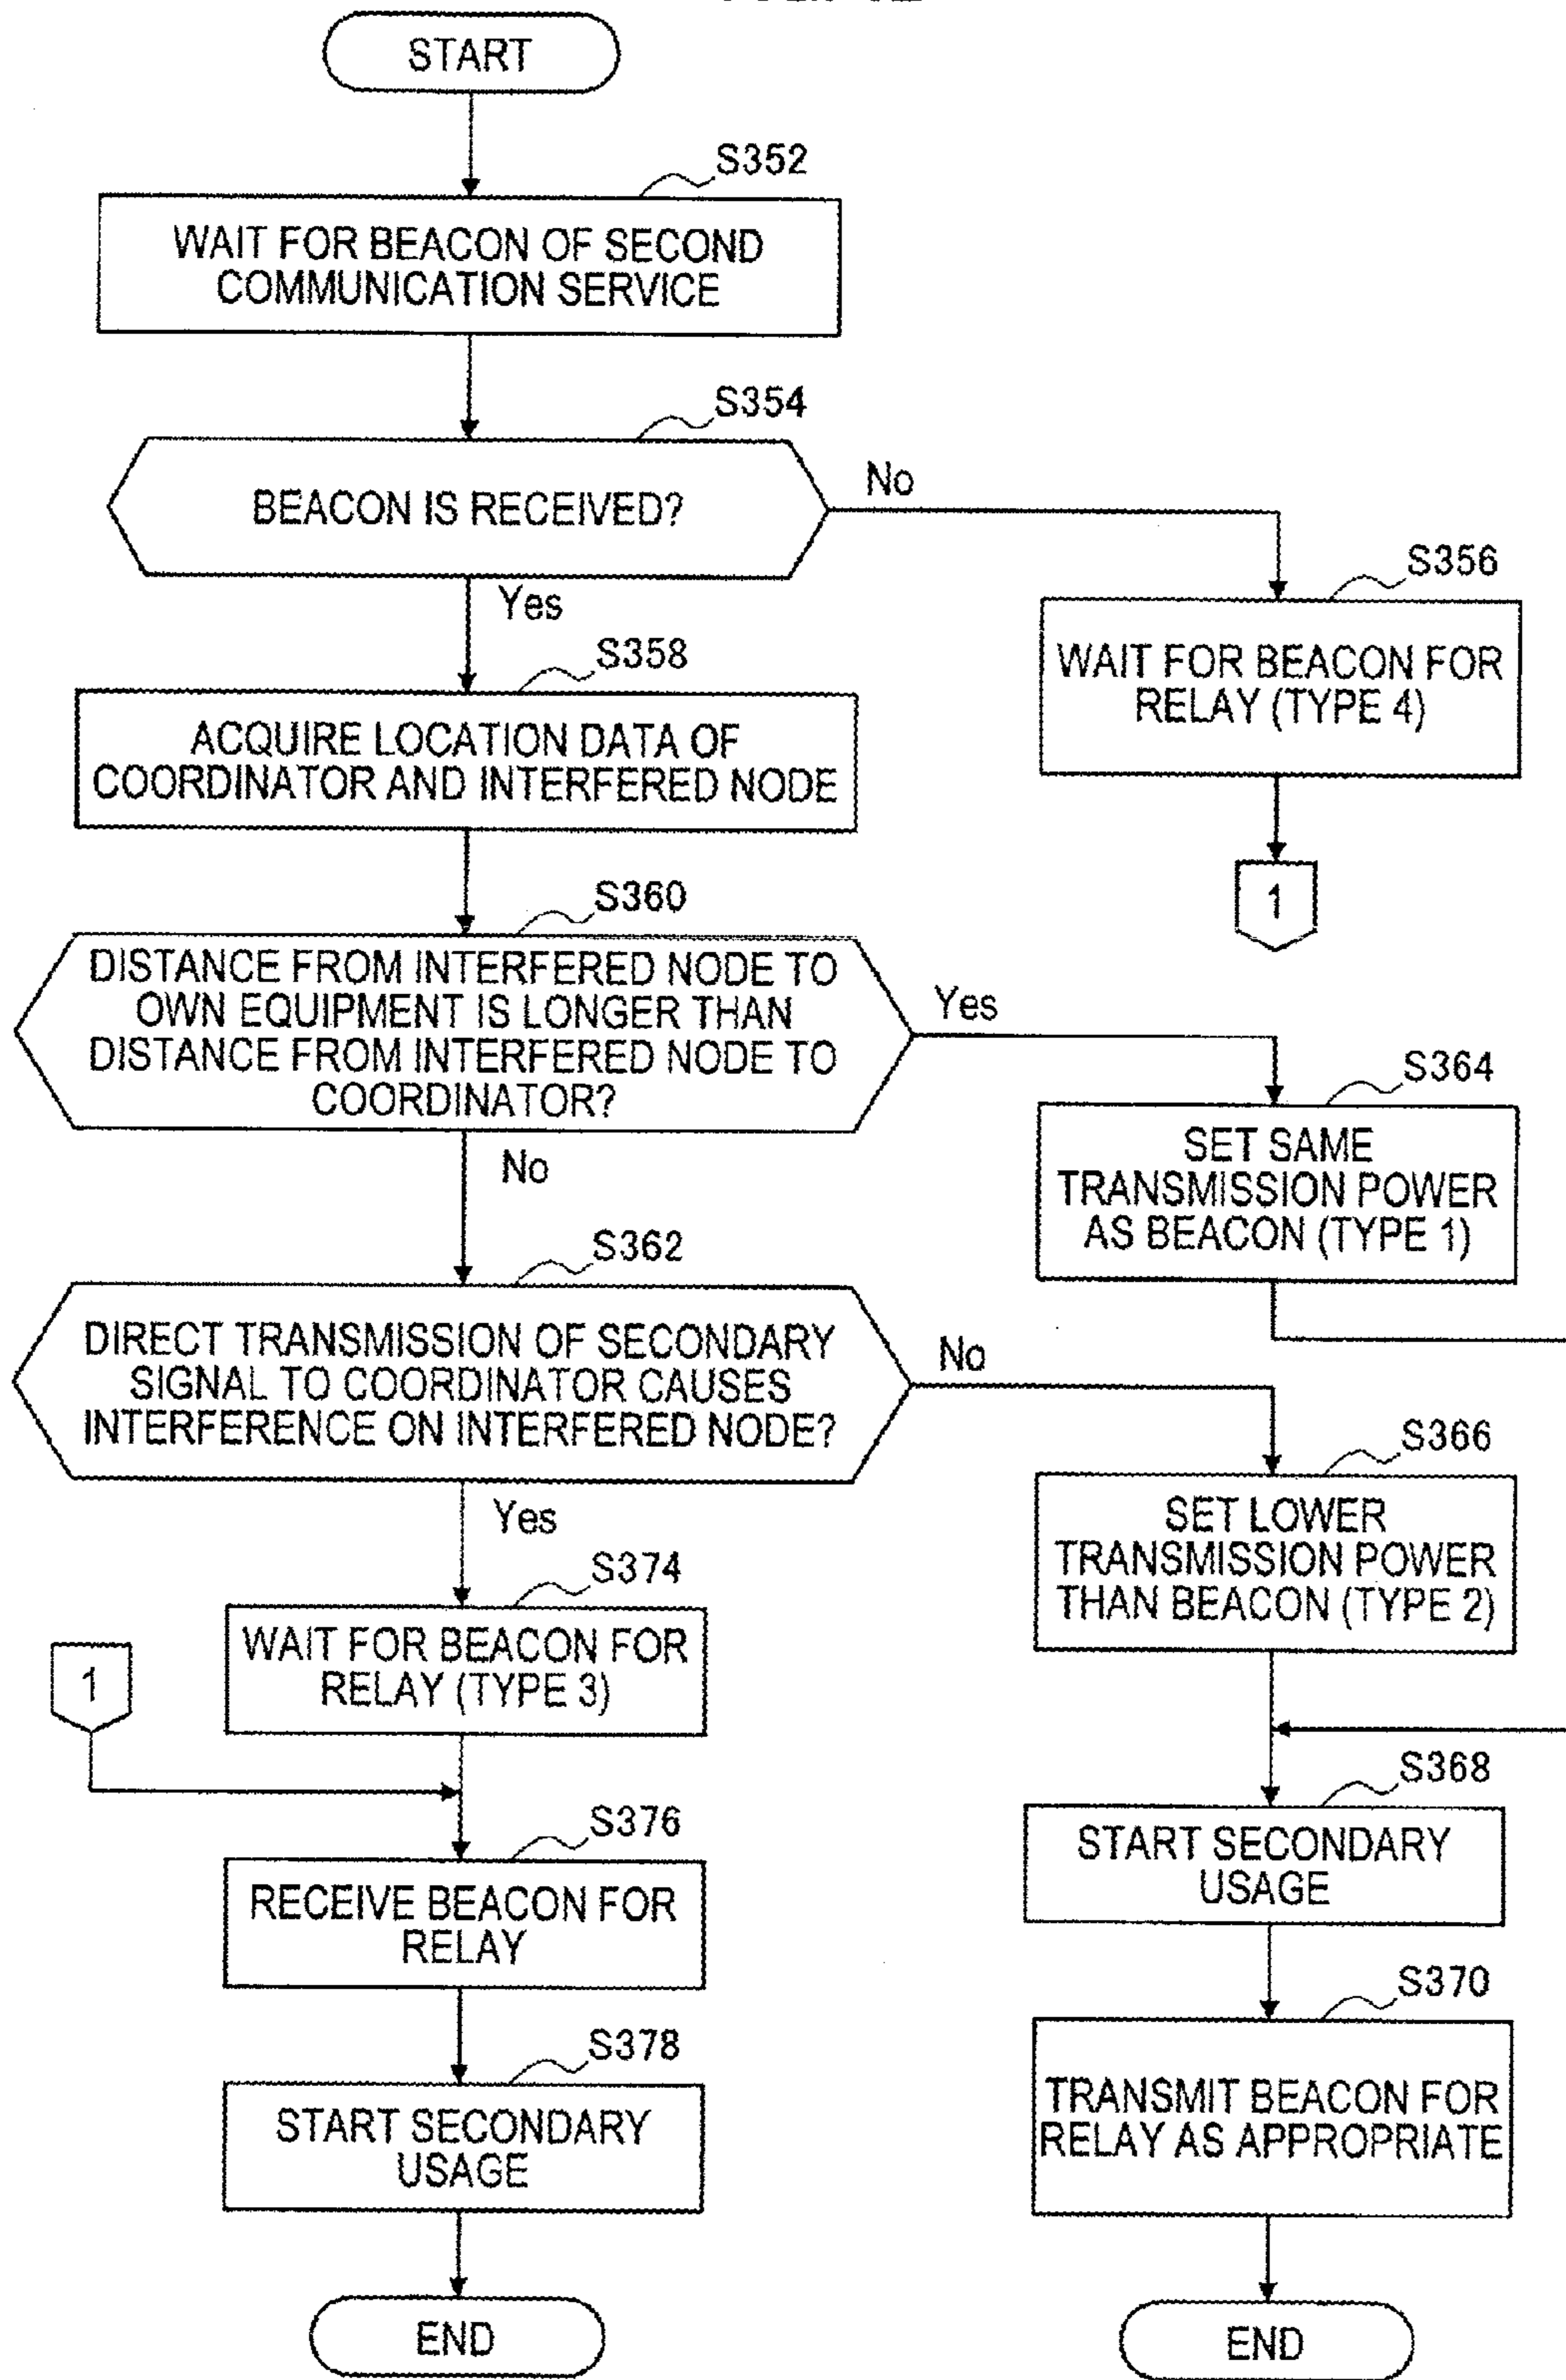 START
S352
WAIT FOR BEACON OF SECOND
COMMUNICATION SERVICE
S354
BEACON IS RECEIVED?
No
Yes
S356
WAIT FOR BEACON FOR
RELAY (TYPE 4)
1
S358
ACQUIRE LOCATION DATA OF
COORDINATOR AND INTERFERED NODE
S360
DISTANCE FROM INTERFERED NODE TO
OWN EQUIPMENT IS LONGER THAN
DISTANCE FROM INTERFERED NODE TO
COORDINATOR?
Yes
No
S364
SET SAME
TRANSMISSION POWER
AS BEACON (TYPE 1)
S362
DIRECT TRANSMISSION OF SECONDARY
SIGNAL TO COORDINATOR CAUSES
INTERFERENCE ON INTERFERED NODE?
No
Yes
S366
SET LOWER
TRANSMISSION POWER
THAN BEACON (TYPE 2)
S374
WAIT FOR BEACON FOR
RELAY (TYPE 3)
1
S368
START SECONDARY
USAGE
S376
RECEIVE BEACON FOR
RELAY
S370
TRANSMIT BEACON FOR
RELAY AS APPROPRIATE
S378
START SECONDARY
USAGE
END
END